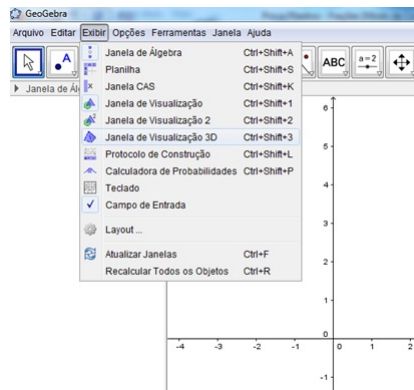 GeoGebra
Arquivo Editar Exibir Opções Ferramentas Janela Ajuda
ABC a=2
Janela de Ál
Janela de Álgebra Ctrl+Shift+A
Planilha Ctrl+Shift+S
Janela CAS Ctrl+Shift+K
Janela de Visualização Ctrl+Shift+1
Janela de Visualização 2 Ctrl+Shift+2
Janela de Visualização 3D Ctrl+Shift+3
Protocolo de Construção Ctrl+Shift+L
Calculadora de Probabilidades Ctrl+Shift+P
Teclado
Campo de Entrada
Layout ...
Atualizar Janelas Ctrl+F
Recalcular Todos os Objetos Ctrl+R
6
5
4
3
2
1
0
-4 -3 -2 -1 0 1 2
-1